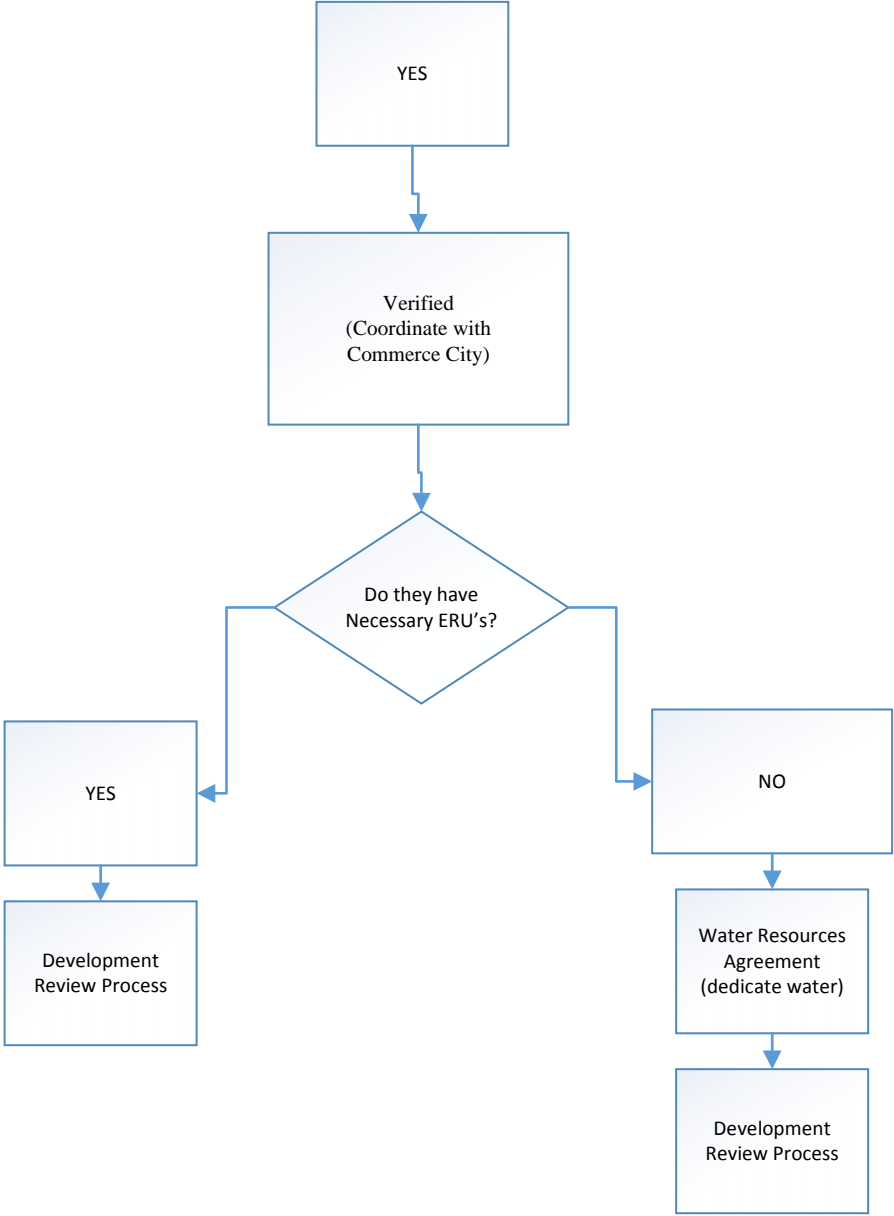 YES
Verified
(Coordinate with
Commerce City)
Do they have
Necessary ERU’s?
YES
NO
Development
Review Process
Water Resources
Agreement
(dedicate water)
Development
Review Process